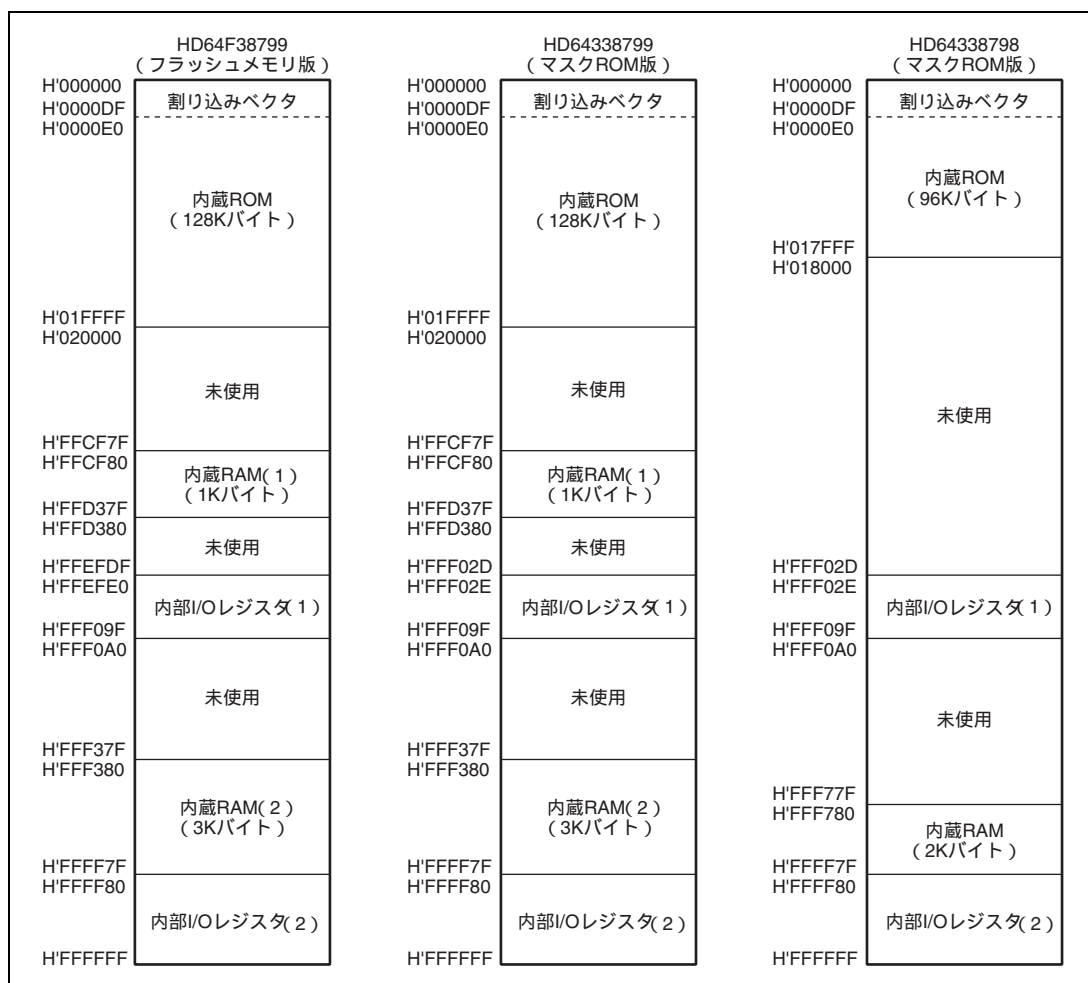 HD64F38799
(フラッシュメモリ版)
H'000000
H'0000DF
H'0000E0
割り込みベクタ
内蔵ROM
(128Kバイト)
H'01FFFF
H'020000
未使用
H'FFCF7F
H'FFCF80
内蔵RAM(1)
(1Kバイト)
H'FFD37F
H'FFD380
未使用
H'FFEFDF
H'FFEFE0
内部I/Oレジスタ(1)
H'FFF09F
H'FFF0A0
未使用
H'FFF37F
H'FFF380
内蔵RAM(2)
(3Kバイト)
H'FFFF7F
H'FFFF80
内部I/Oレジスタ(2)
H'FFFFFF
HD64338799
(マスクROM版)
H'000000
H'0000DF
H'0000E0
割り込みベクタ
内蔵ROM
(128Kバイト)
H'01FFFF
H'020000
未使用
H'FFCF7F
H'FFCF80
内蔵RAM(1)
(1Kバイト)
H'FFD37F
H'FFD380
未使用
H'FFF02D
H'FFF02E
内部I/Oレジスタ(1)
H'FFF09F
H'FFF0A0
未使用
H'FFF37F
H'FFF380
内蔵RAM(2)
(3Kバイト)
H'FFFF7F
H'FFFF80
内部I/Oレジスタ(2)
H'FFFFFF
HD64338798
(マスクROM版)
H'000000
H'0000DF
H'0000E0
割り込みベクタ
内蔵ROM
(96Kバイト)
H'017FFF
H'018000
未使用
H'FFF02D
H'FFF02E
内部I/Oレジスタ(1)
H'FFF09F
H'FFF0A0
未使用
H'FFF77F
H'FFF780
内蔵RAM
(2Kバイト)
H'FFFF7F
H'FFFF80
内部I/Oレジスタ(2)
H'FFFFFF